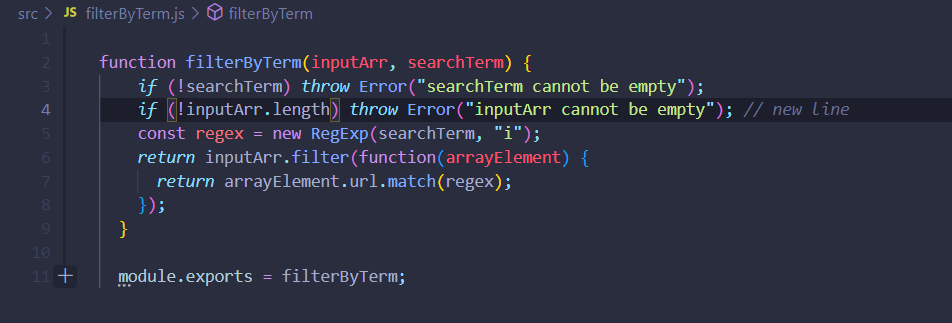 src > JS filterByTerm.js > filterByTerm
1
2 function filterByTerm(inputArr, searchTerm) {
3 if (!searchTerm) throw Error("searchTerm cannot be empty");
4 if (!inputArr.length) throw Error("inputArr cannot be empty"); // new line
5 const regex = new RegExp(searchTerm, "i");
6 return inputArr.filter(function(arrayElement) {
7 return arrayElement.url.match(regex);
8 });
9 }
10
11 module.exports = filterByTerm;